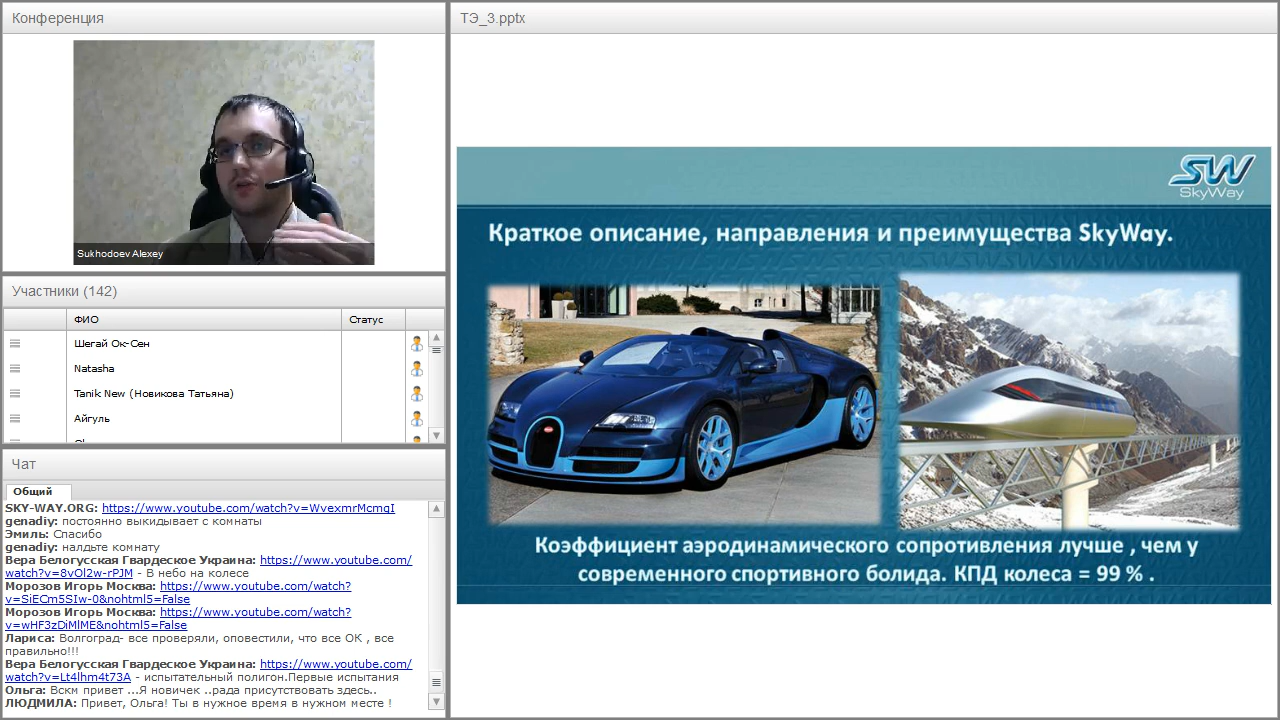 Конференция
Sukhodoev Alexey
Участники (142)
ФИО
Статус
Шегай Ок-Сен
Natasha
Tanik New (Новикова Татьяна)
Айгуль
Чат
Общий
SKY-WAY.ORG: https://www.youtube.com/watch?v=WvexmrMcmqI
genadiy: постоянно выкидывает с комнаты
Эмиль: Спасибо
genadiy: налдьте комнату
Вера Белогусская Гвардеское Украина: https://www.youtube.com/
watch?v=8vOl2w-rPJM - В небо на колесе
Морозов Игорь Москва: https://www.youtube.com/watch?
v=SiECm5SIw-0&nohtml5=False
Морозов Игорь Москва: https://www.youtube.com/watch?
v=wHF3zDiMlME&nohtml5=False
Лариса: Волгоград- все проверяли, оповестили, что все ОК , все
правильно!!!
Вера Белогусская Гвардеское Украина: https://www.youtube.com/
watch?v=Lt4lhm4t73A - испытательный полигон.Первые испытания
Ольга: Вскм привет ...Я новичек ..рада присутствовать здесь..
ЛЮДМИЛА: Привет, Ольга! Ты в нужное время в нужном месте !
ТЭ_3.pptx
SW
SkyWay
Краткое описание, направления и преимущества SkyWay.
Коэффициент аэродинамического сопротивления лучше , чем у
современного спортивного болида. КПД колеса = 99 % .